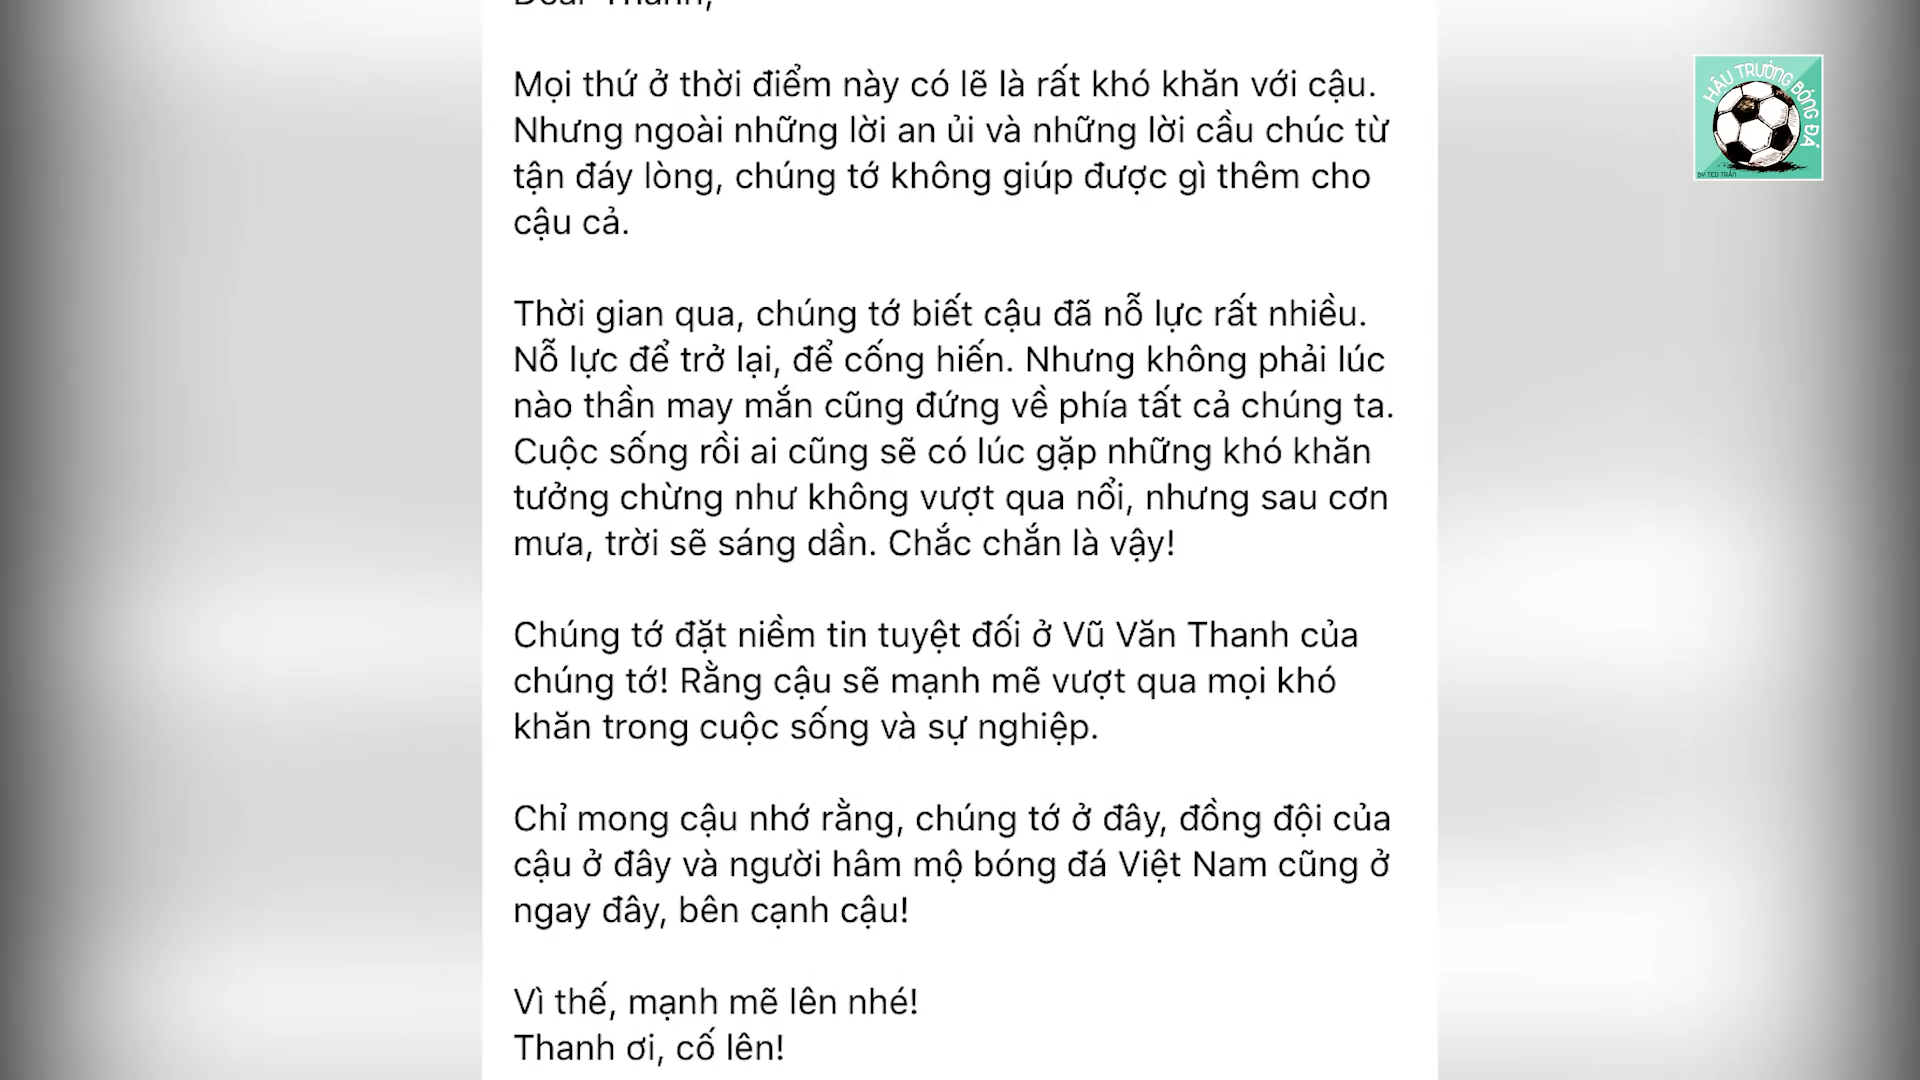 Dear Thanh,
Mọi thứ ở thời điểm này có lẽ là rất khó khăn với cậu.
Nhưng ngoài những lời an ủi và những lời cầu chúc từ
tận đáy lòng, chúng tớ không giúp được gì thêm cho
cậu cả.
Thời gian qua, chúng tớ biết cậu đã nỗ lực rất nhiều.
Nỗ lực để trở lại, để cống hiến. Nhưng không phải lúc
nào thần may mắn cũng đứng về phía tất cả chúng ta.
Cuộc sống rồi ai cũng sẽ có lúc gặp những khó khăn
tưởng chừng như không vượt qua nổi, nhưng sau cơn
mưa, trời sẽ sáng dần. Chắc chắn là vậy!
Chúng tớ đặt niềm tin tuyệt đối ở Vũ Văn Thanh của
chúng tớ! Rằng cậu sẽ mạnh mẽ vượt qua mọi khó
khăn trong cuộc sống và sự nghiệp.
Chỉ mong cậu nhớ rằng, chúng tớ ở đây, đồng đội của
cậu ở đây và người hâm mộ bóng đá Việt Nam cũng ở
ngay đây, bên cạnh cậu!
Vì thế, mạnh mẽ lên nhé!
Thanh ơi, cố lên!
HẬU TRƯỜNG BÓNG ĐÁ
BY TEO TRẦN